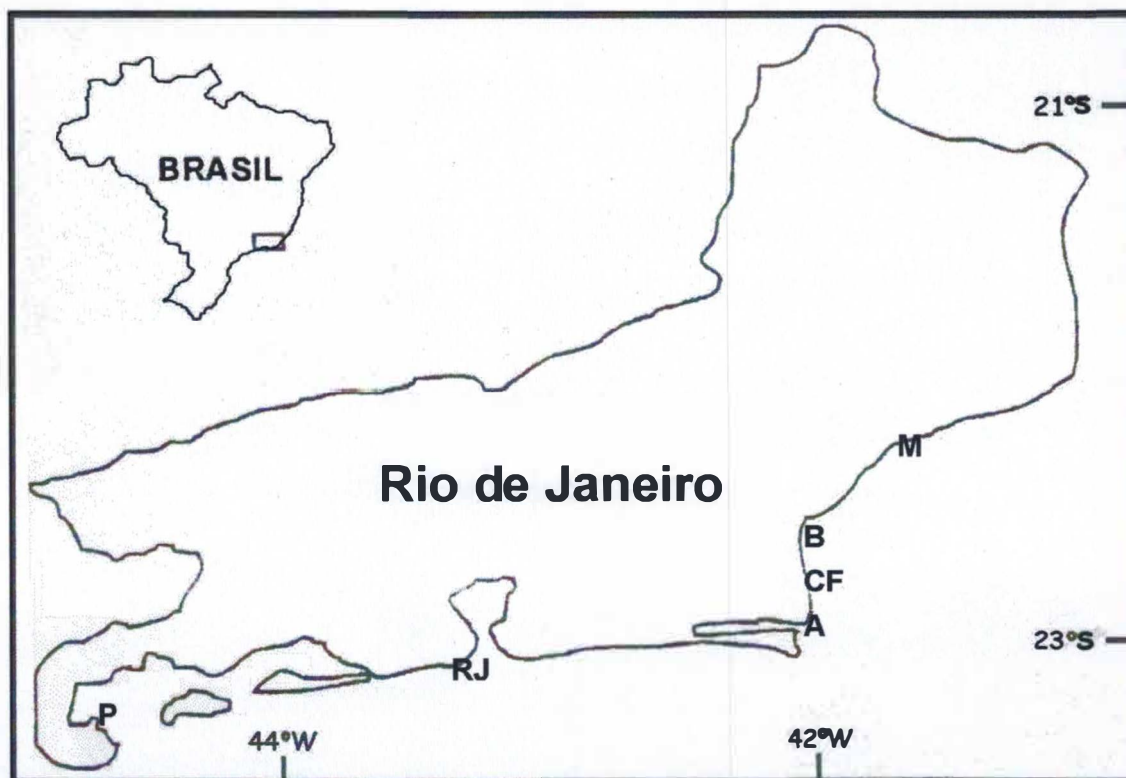 21°S
BRASIL
M
Rio de Janeiro
B
CF
A
23°S
RJ
P
44°W
42°W